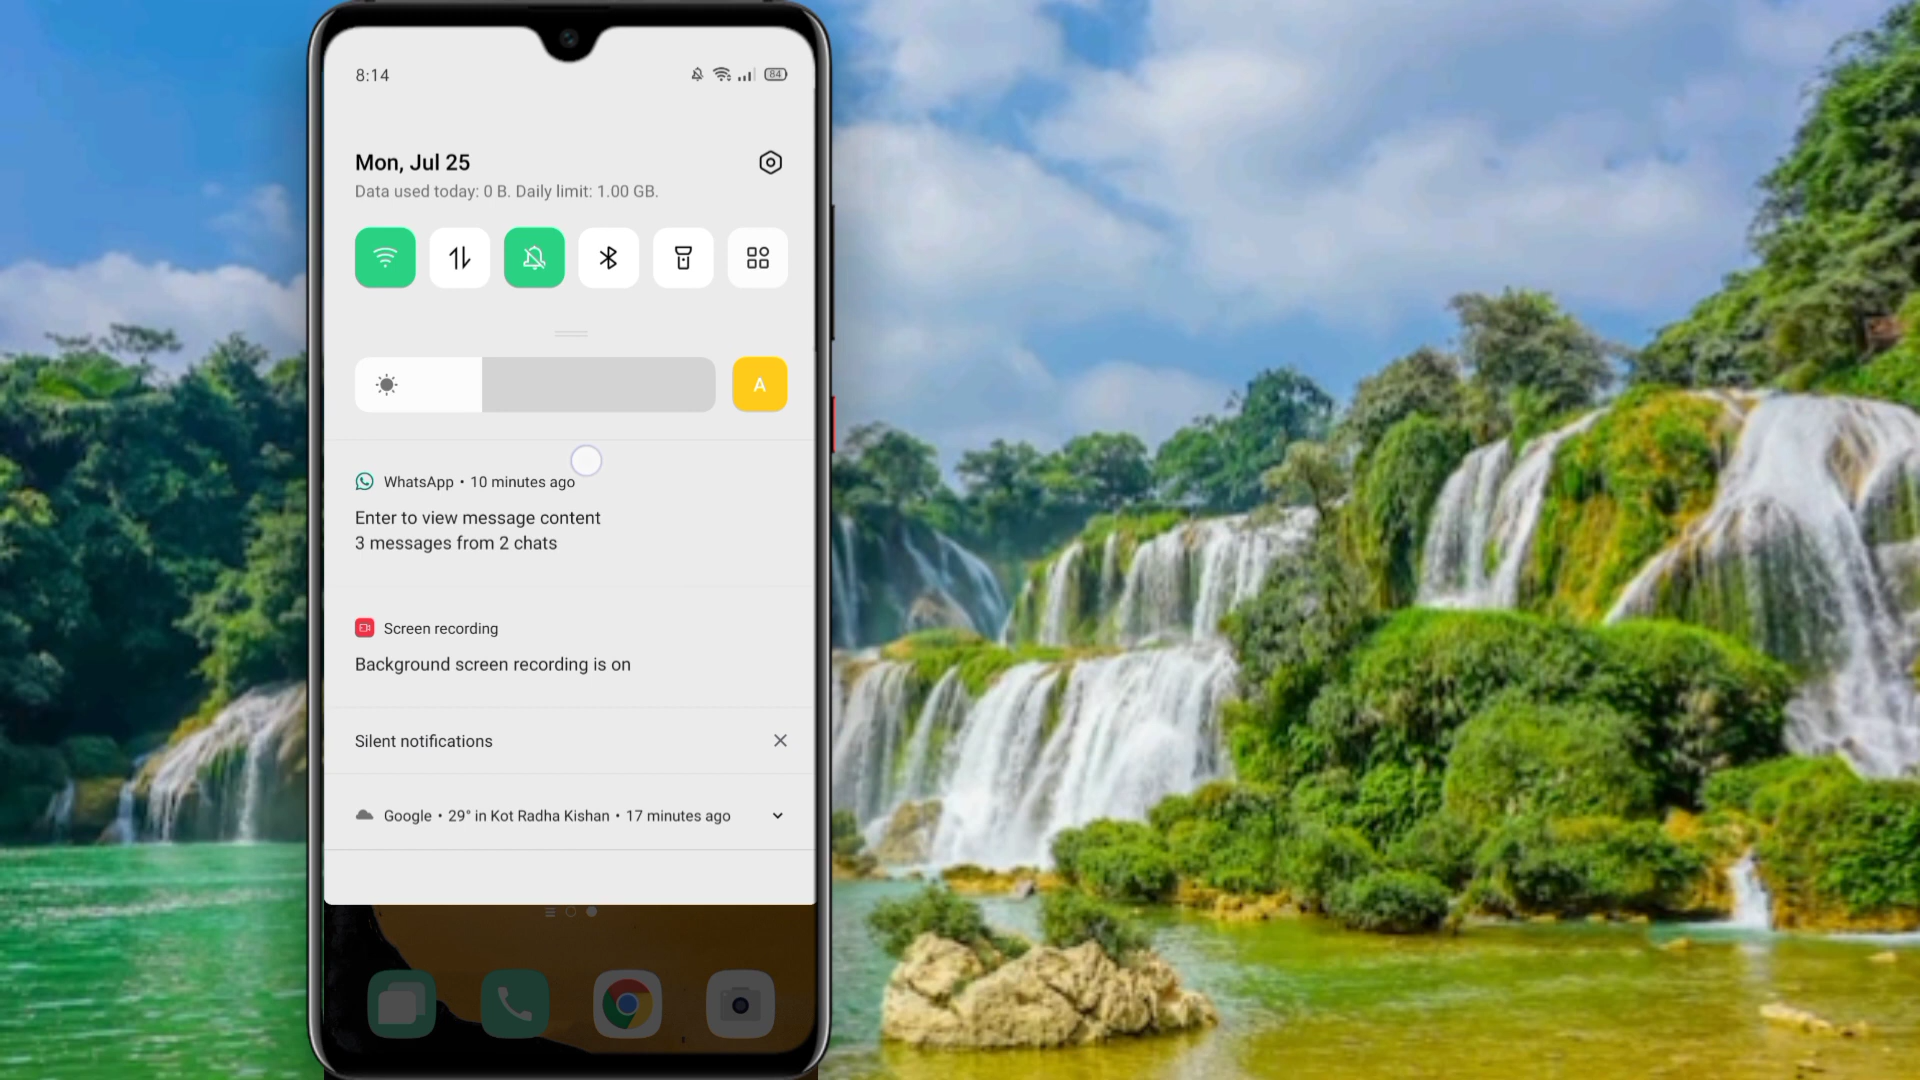 8:14
84
Mon, Jul 25
Data used today: 0 B. Daily limit: 1.00 GB.
A
WhatsApp • 10 minutes ago
Enter to view message content
3 messages from 2 chats
Screen recording
Background screen recording is on
Silent notifications
Google • 29° in Kot Radha Kishan • 17 minutes ago